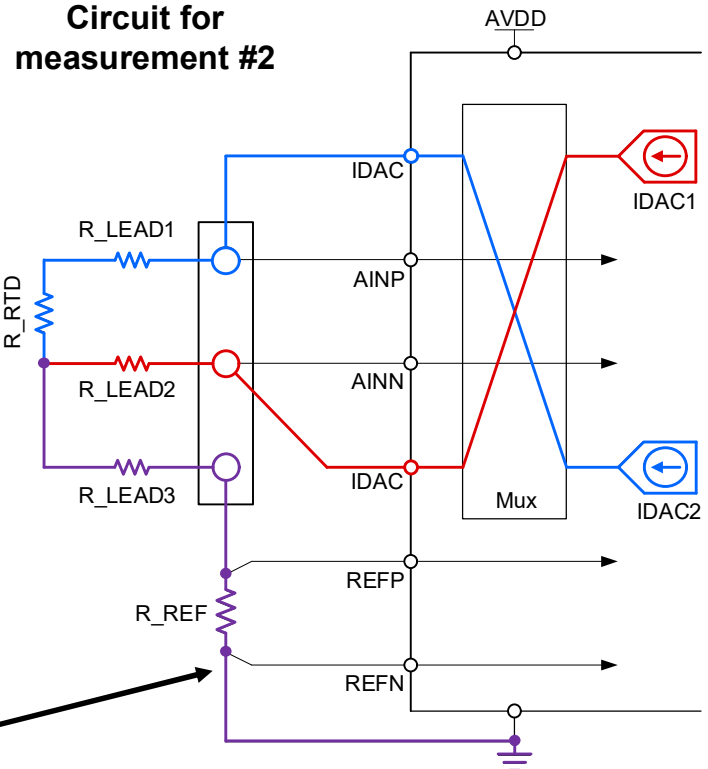 Circuit for
measurement #2
AVDD
IDAC
IDAC1
R_LEAD1
AINP
R_RTD
AINN
R_LEAD2
R_LEAD3
IDAC
Mux
IDAC2
REFP
R_REF
REFN